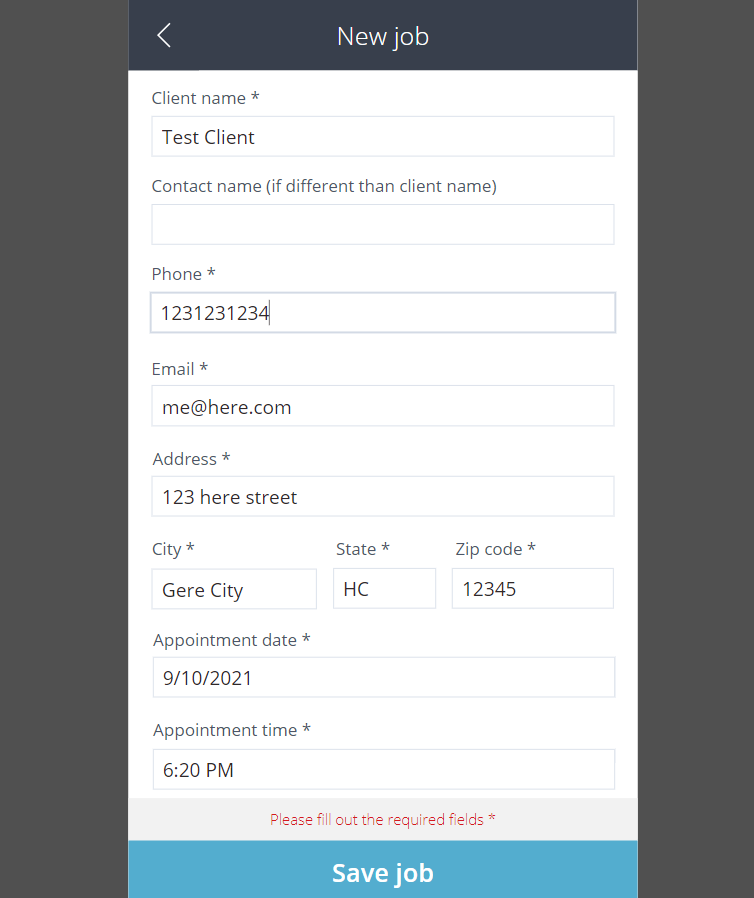 New job
Client name *
Test Client
Contact name (if different than client name)
Phone *
1231231234
Email *
me@here.com
Address *
123 here street
City * State * Zip code *
Gere City HC 12345
Appointment date *
9/10/2021
Appointment time *
6:20 PM
Please fill out the required fields *
Save job